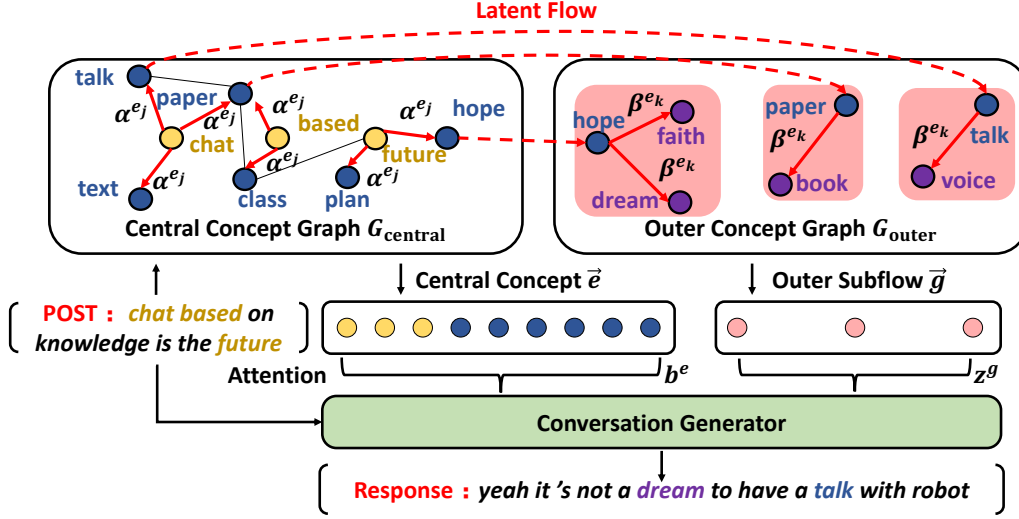 Latent Flow
talk
paper
α^{e_j}
α^{e_j}
chat
based
α^{e_j}
α^{e_j}
hope
future
α^{e_j}
text
α^{e_j}
class
plan
α^{e_j}
Central Concept Graph G_central
hope
β^{e_k}
faith
β^{e_k}
dream
paper
β^{e_k}
book
talk
β^{e_k}
voice
Outer Concept Graph G_outer
POST : chat based on
knowledge is the future
Central Concept e⃗
Outer Subflow g⃗
Attention
b^e
z^g
Conversation Generator
Response : yeah it 's not a dream to have a talk with robot